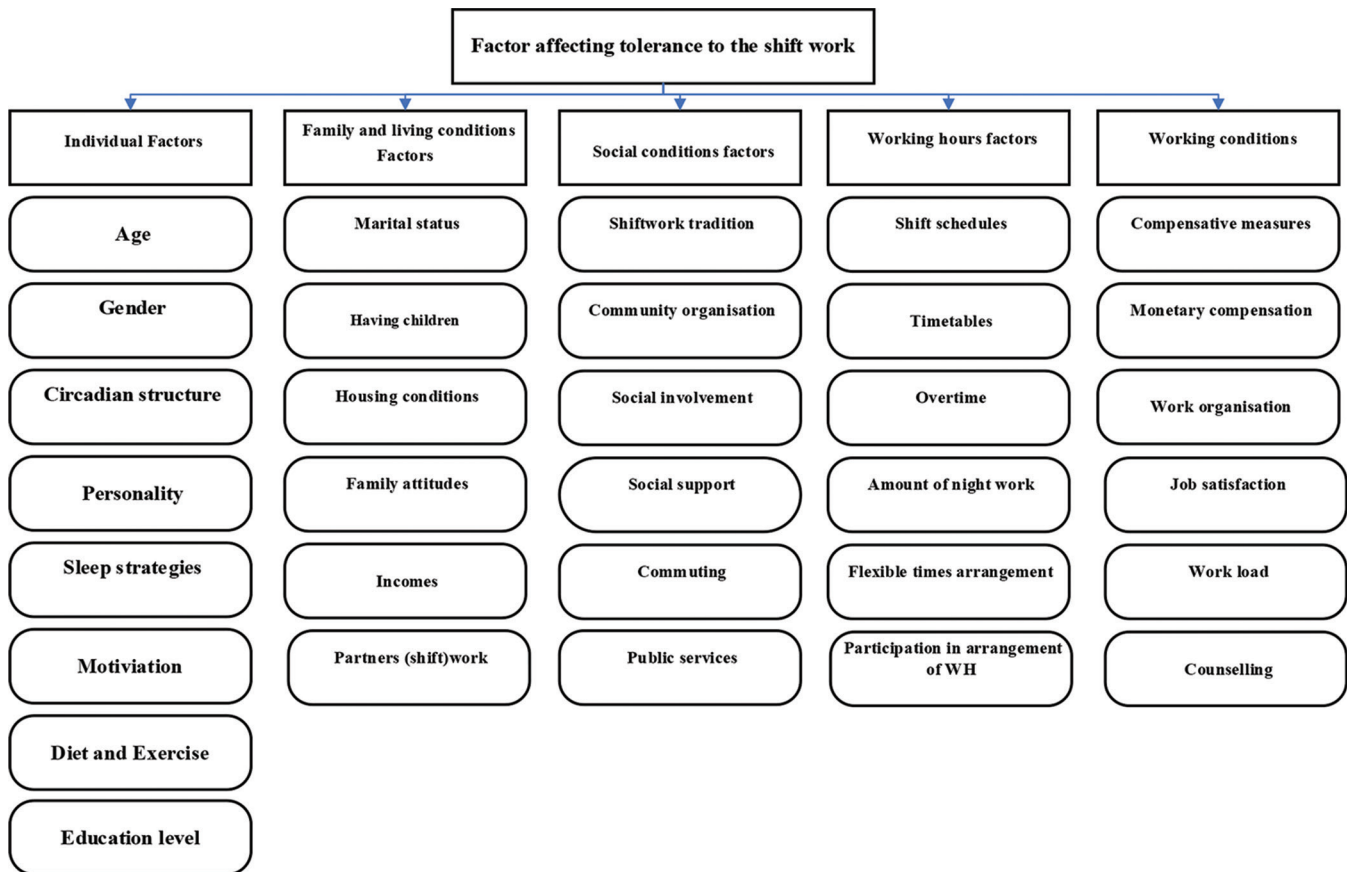 Factor affecting tolerance to the shift work
Individual Factors
Age
Gender
Circadian structure
Personality
Sleep strategies
Motiviation
Diet and Exercise
Education level
Family and living conditions
Factors
Marital status
Having children
Housing conditions
Family attitudes
Incomes
Partners (shift)work
Social conditions factors
Shiftwork tradition
Community organisation
Social involvement
Social support
Commuting
Public services
Working hours factors
Shift schedules
Timetables
Overtime
Amount of night work
Flexible times arrangement
Participation in arrangement
of WH
Working conditions
Compensative measures
Monetary compensation
Work organisation
Job satisfaction
Work load
Counselling